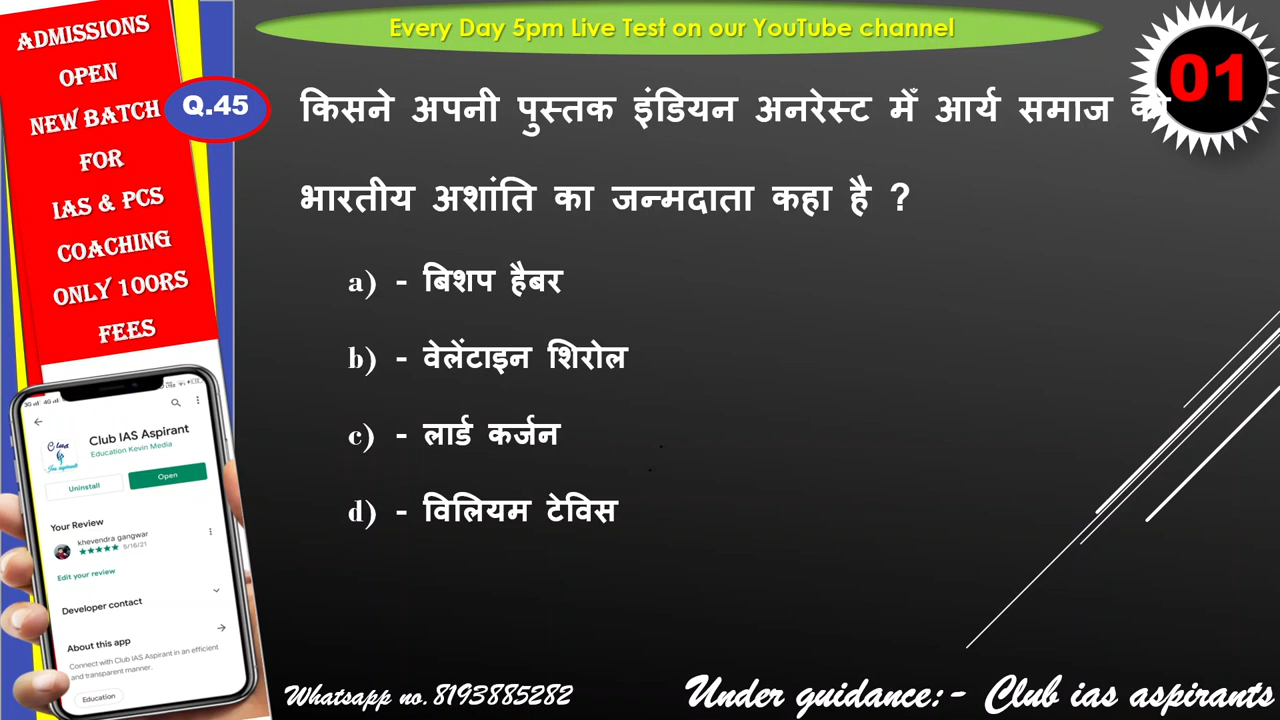 Every Day 5pm Live Test on our YouTube channel
ADMISSIONS
OPEN
NEW BATCH
FOR
IAS & PCS
COACHING
ONLY 100RS
FEES
Q.45
01
किसने अपनी पुस्तक इंडियन अनरेस्ट मेँ आर्य समाज को
भारतीय अशांति का जन्मदाता कहा है ?
a) - बिशप हैबर
b) - वेलेंटाइन शिरोल
c) - लार्ड कर्जन
d) - विलियम टेविस
Club IAS Aspirant
Education Kevin Media
Uninstall
Open
Your Review
khevendra gangwar
5/16/21
Edit your review
Developer contact
About this app
Connect with Club IAS Aspirant in an efficient
and transparent manner.
Education
Whatsapp no. 8193885282
Under guidance:- Club ias aspirants